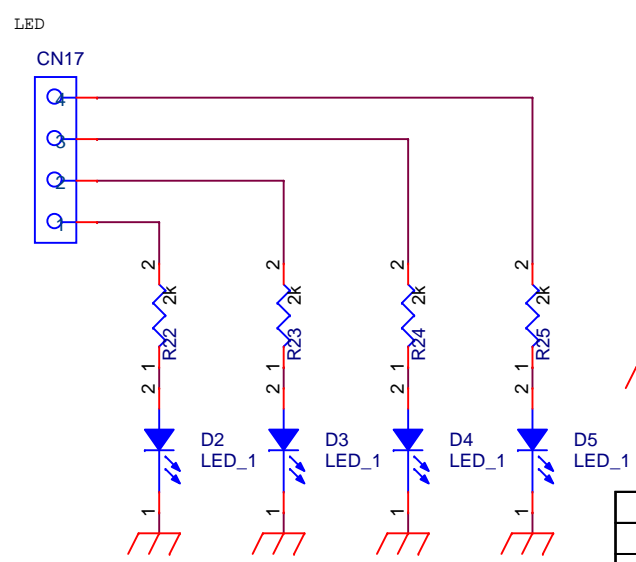 LED
CN17
4
3
2
1
2 2 2 2
2k 2k 2k 2k
R22 R23 R24 R25
1 1 1 1
2 2 2 2
D2 D3 D4 D5
LED_1 LED_1 LED_1 LED_1
1 1 1 1